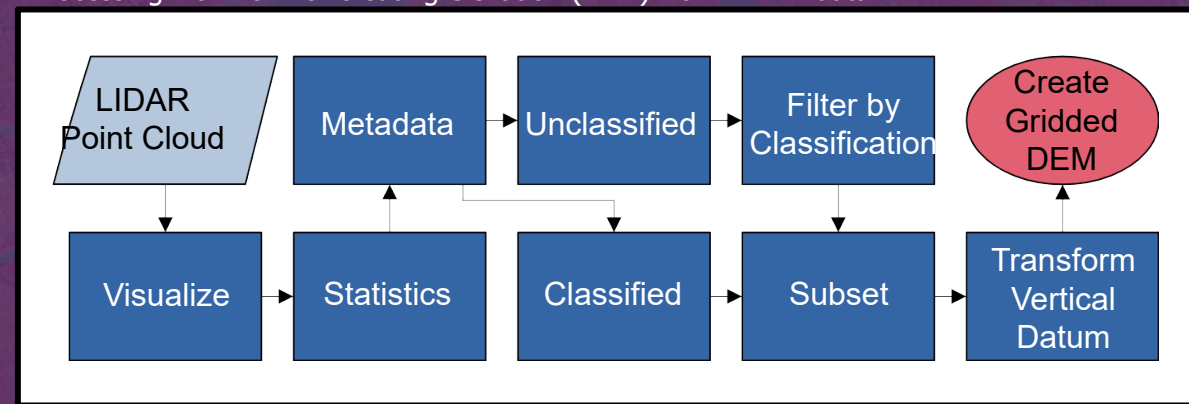 LIDAR
Point Cloud
Metadata
Unclassified
Filter by
Classification
Create
Gridded
DEM
Visualize
Statistics
Classified
Subset
Transform
Vertical
Datum